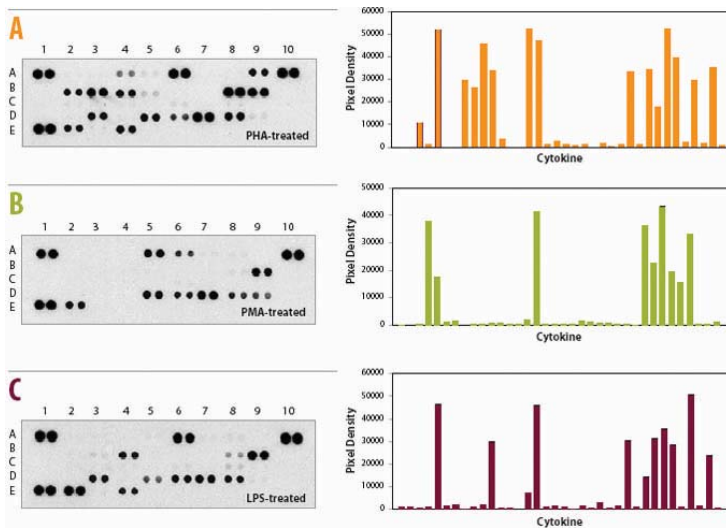 A
1 2 3 4 5 6 7 8 9 10
A
B
C
D
E
PHA-treated
Pixel Density
60000
50000
40000
30000
20000
10000
0
Cytokine
B
1 2 3 4 5 6 7 8 9 10
A
B
C
D
E
PMA-treated
Pixel Density
50000
40000
30000
20000
10000
0
Cytokine
C
1 2 3 4 5 6 7 8 9 10
A
B
C
D
E
LPS-treated
Pixel Density
60000
50000
40000
30000
20000
10000
0
Cytokine